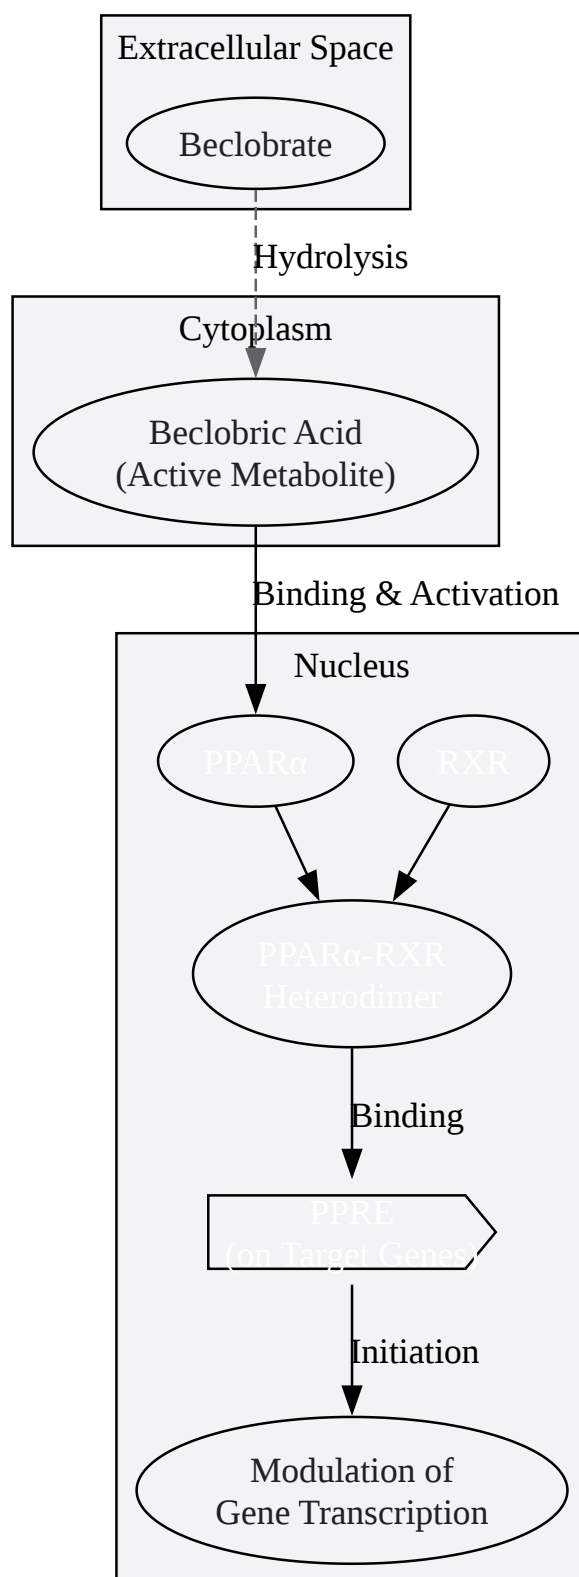 Extracellular Space
Beclobrate
Hydrolysis
Cytoplasm
Beclobric Acid
(Active Metabolite)
Binding & Activation
Nucleus
PPARα
RXR
PPARα-RXR
Heterodimer
Binding
PPRE
(on Target Genes)
Initiation
Modulation of
Gene Transcription